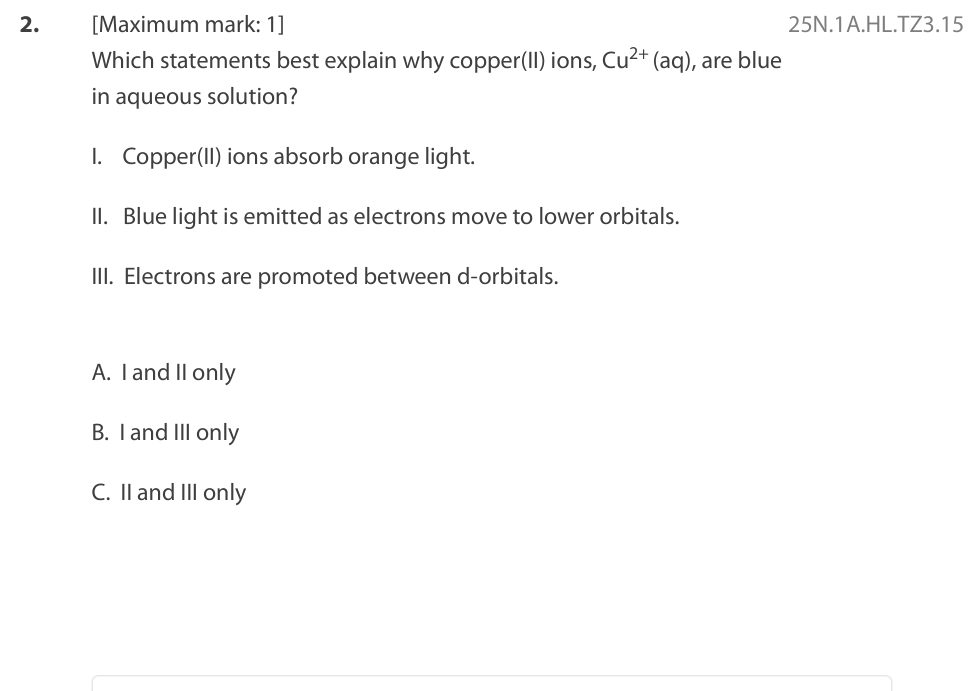 2. [Maximum mark: 1] 25N.1A.HL.TZ3.15
Which statements best explain why copper(II) ions, Cu²⁺ (aq), are blue
in aqueous solution?
I. Copper(II) ions absorb orange light.
II. Blue light is emitted as electrons move to lower orbitals.
III. Electrons are promoted between d-orbitals.
A. I and II only
B. I and III only
C. II and III only